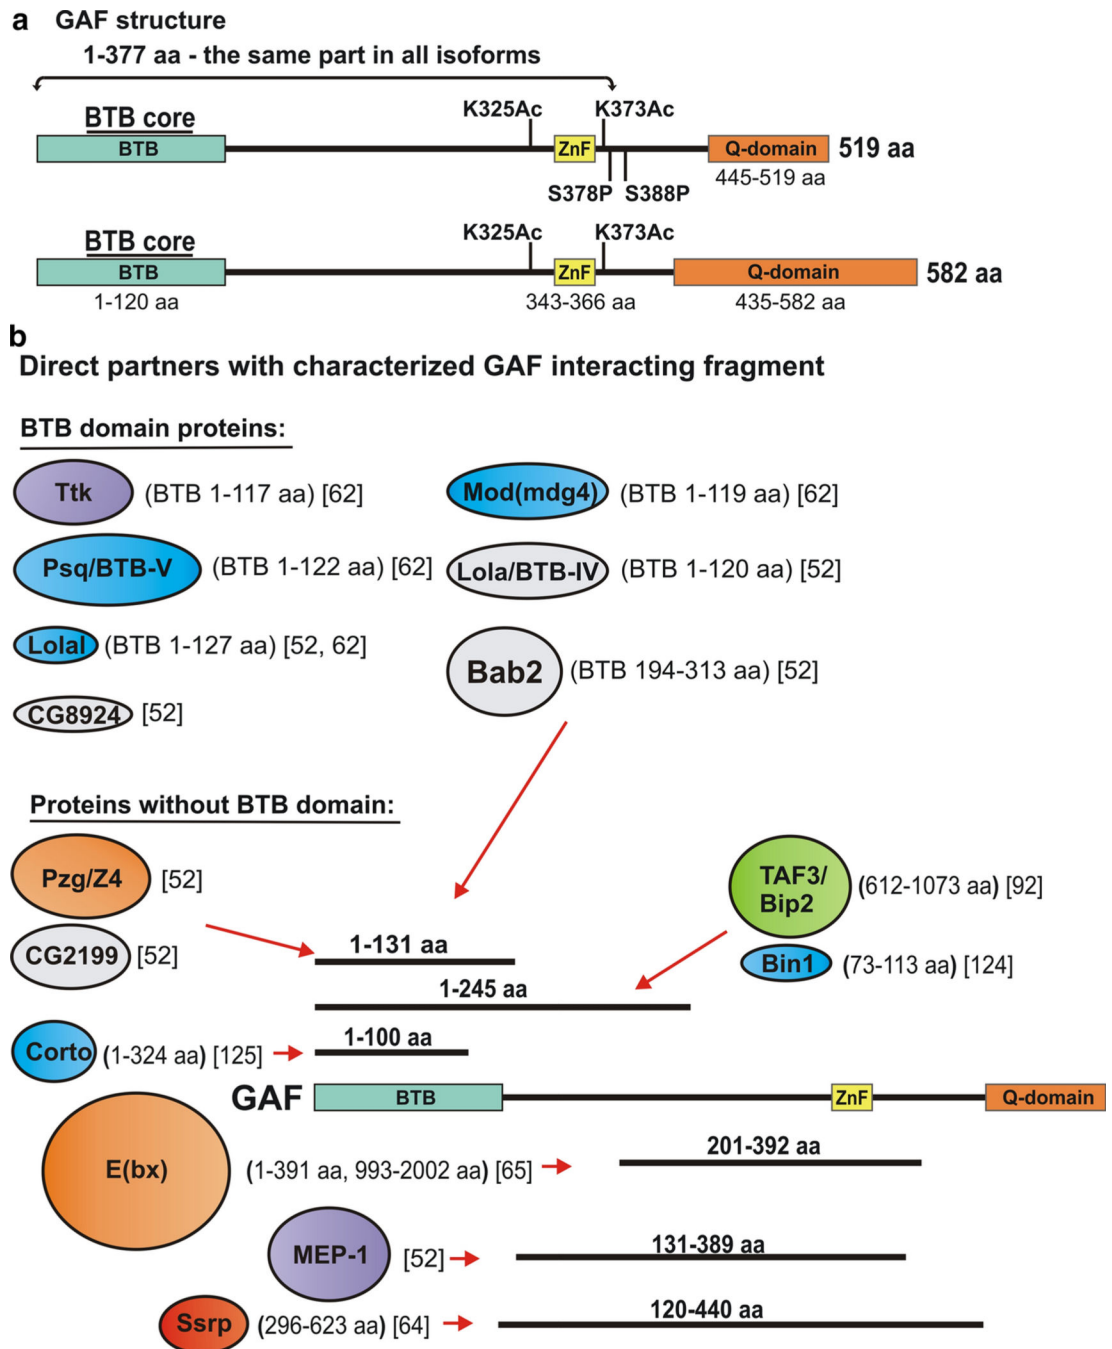 a GAF structure
1-377 aa - the same part in all isoforms
BTB core
K325Ac K373Ac
BTB ZnF Q-domain 519 aa
S378P S388P
445-519 aa
BTB core
K325Ac K373Ac
BTB ZnF Q-domain 582 aa
1-120 aa 343-366 aa 435-582 aa
b
Direct partners with characterized GAF interacting fragment
BTB domain proteins:
Ttk (BTB 1-117 aa) [62]
Mod(mdg4) (BTB 1-119 aa) [62]
Psq/BTB-V (BTB 1-122 aa) [62]
Lola/BTB-IV (BTB 1-120 aa) [52]
Lolal (BTB 1-127 aa) [52, 62]
Bab2 (BTB 194-313 aa) [52]
CG8924 [52]
Proteins without BTB domain:
Pzg/Z4 [52]
CG2199 [52]
TAF3/
Bip2 (612-1073 aa) [92]
Bin1 (73-113 aa) [124]
1-131 aa
1-245 aa
Corto (1-324 aa) [125] 1-100 aa
GAF BTB ZnF Q-domain
E(bx) (1-391 aa, 993-2002 aa) [65] 201-392 aa
MEP-1 [52] 131-389 aa
Ssrp (296-623 aa) [64] 120-440 aa